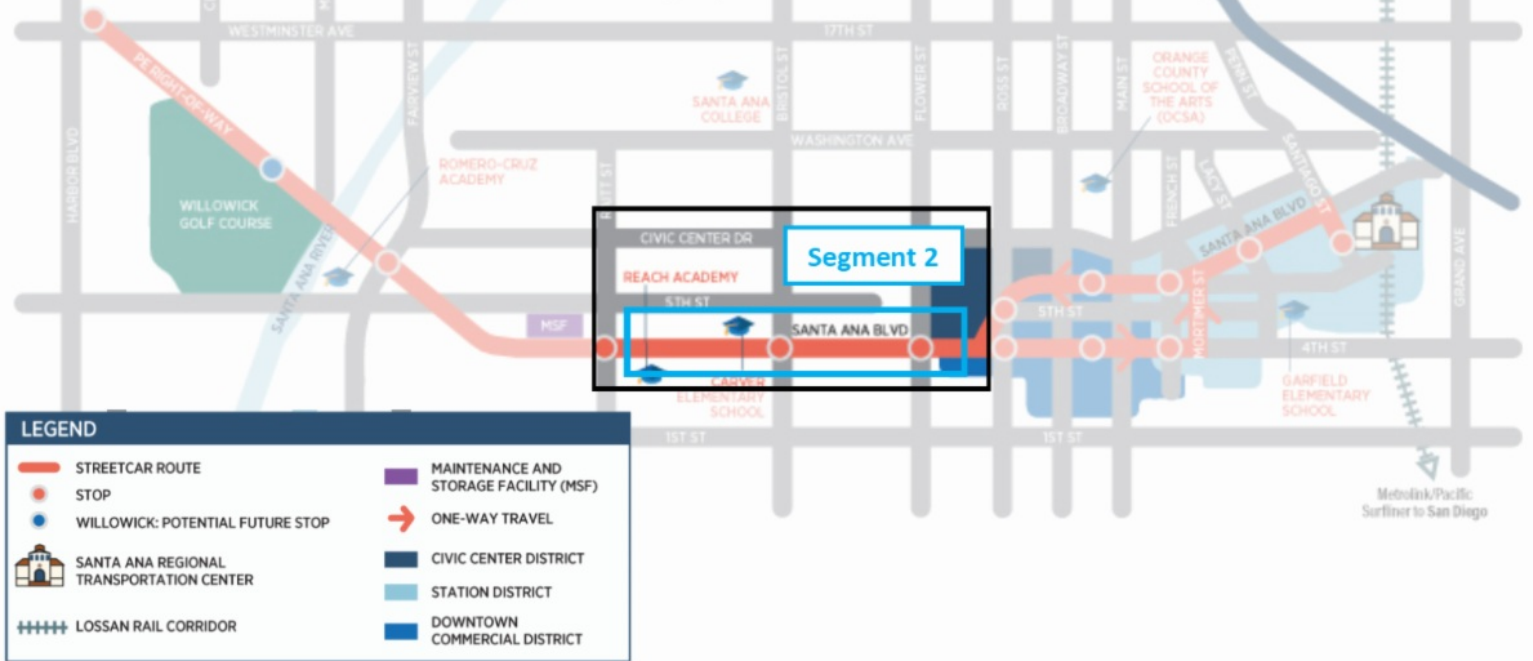 WESTMINSTER AVE
17TH ST
PE RIGHT-OF-WAY
FAIRVIEW ST
BRISTOL ST
FLOWER ST
ROSS ST
BROADWAY ST
MAIN ST
PENN ST
ORANGE
COUNTY
SCHOOL OF
THE ARTS
(OCSA)
SANTA ANA
COLLEGE
WASHINGTON AVE
HARBOR BLVD
ROMERO-CRUZ
ACADEMY
FRENCH ST
LACY ST
SANTIAGO ST
WILLOWICK
GOLF COURSE
SANTA ANA RIVER
CIVIC CENTER DR
Segment 2
SANTA ANA BLVD
GRAND AVE
REACH ACADEMY
5TH ST
5TH ST
MORTIMER ST
MSF
SANTA ANA BLVD
4TH ST
CARVER
ELEMENTARY
SCHOOL
GARFIELD
ELEMENTARY
SCHOOL
1ST ST
1ST ST
Metrolink/Pacific
Surfliner to San Diego
LEGEND
STREETCAR ROUTE
STOP
WILLOWICK: POTENTIAL FUTURE STOP
SANTA ANA REGIONAL
TRANSPORTATION CENTER
LOSSAN RAIL CORRIDOR
MAINTENANCE AND
STORAGE FACILITY (MSF)
ONE-WAY TRAVEL
CIVIC CENTER DISTRICT
STATION DISTRICT
DOWNTOWN
COMMERCIAL DISTRICT